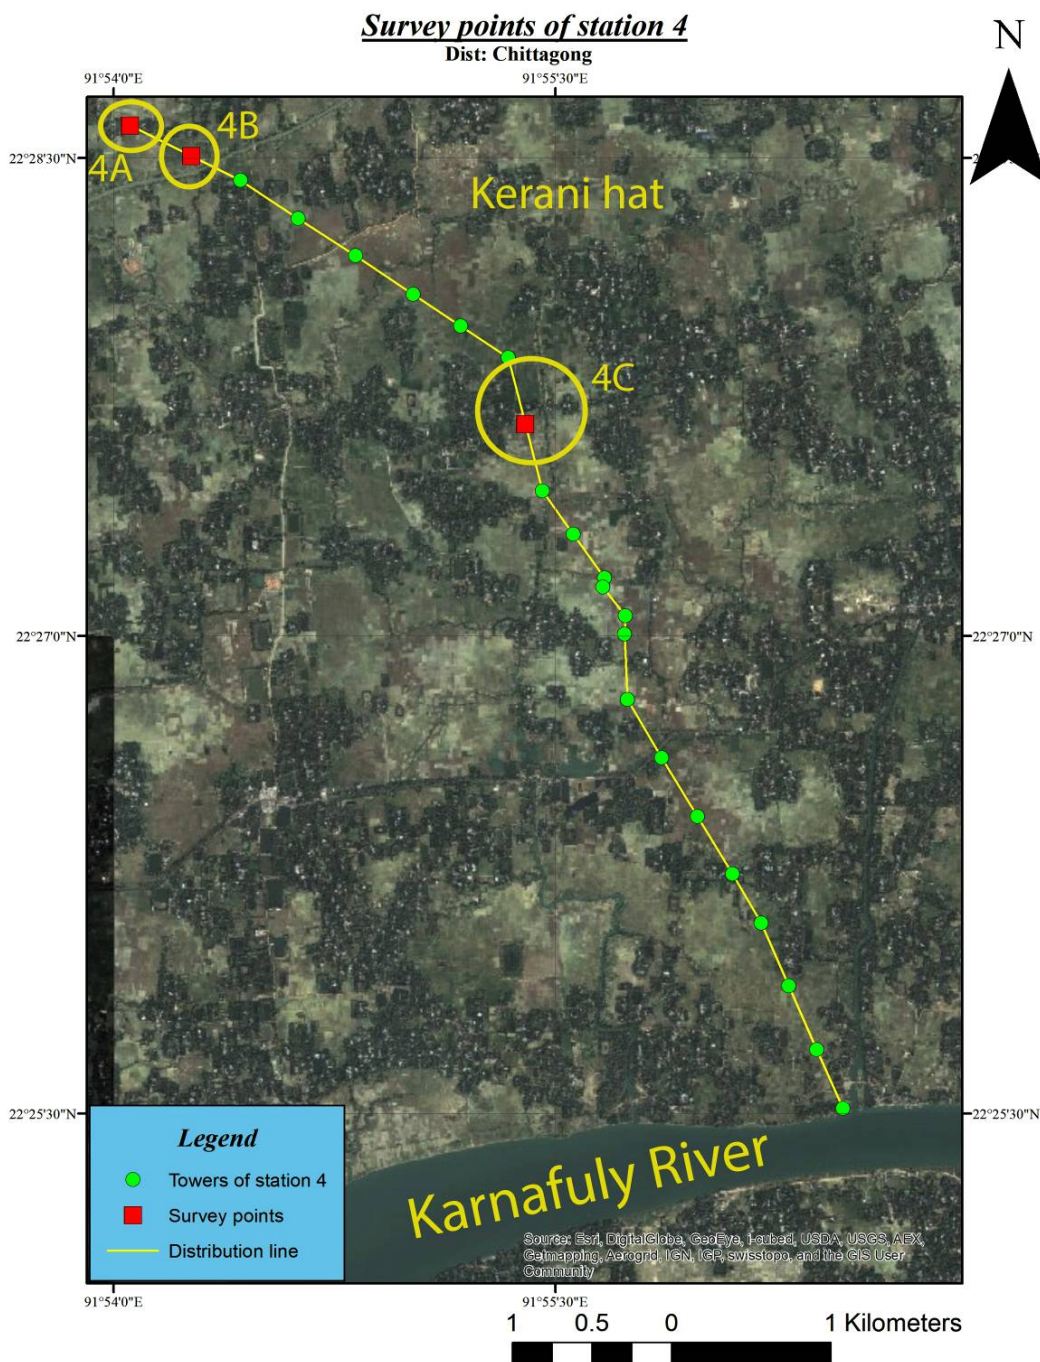 Survey points of station 4
Dist: Chittagong
N
91°54'0"E
91°55'30"E
4A
4B
22°28'30"N
Kerani hat
4C
22°27'0"N
22°25'30"N
22°25'30"N
Legend
Towers of station 4
Survey points
Distribution line
Karnafuly River
Source: Esri, DigitalGlobe, GeoEye, i-cubed, USDA, USGS, AEX,
Getmapping, Aerogrid, IGN, IGP, swisstopo, and the GIS User
Community
91°54'0"E
91°55'30"E
1 0.5 0 1 Kilometers